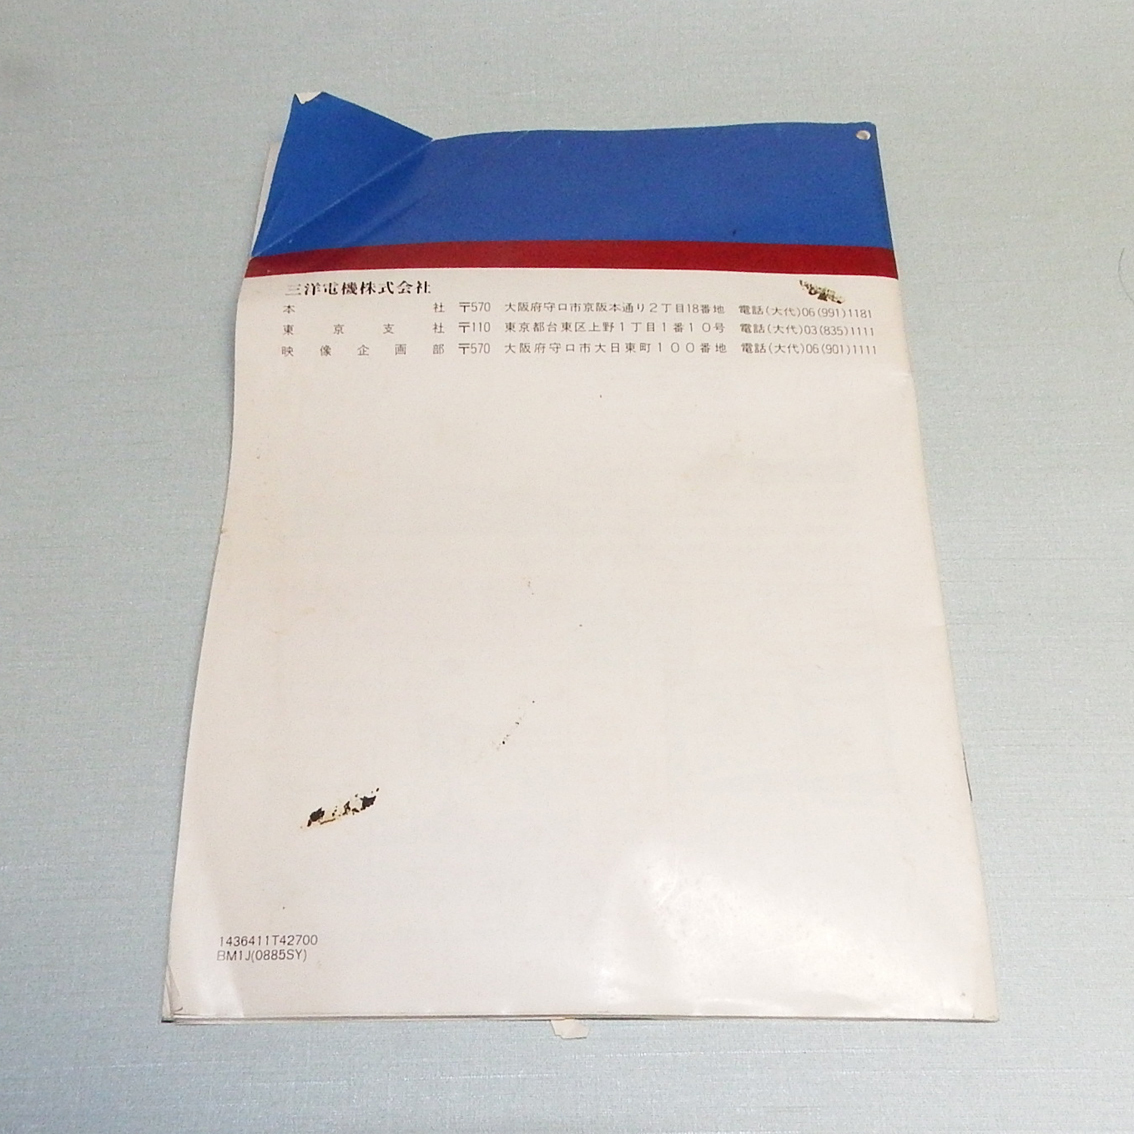 三洋電機株式会社
本社 〒570 大阪府守口市京阪本通り2丁目18番地 電話(大代)06(991)1181
東京支社 〒110 東京都台東区上野1丁目1番10号 電話(大代)03(835)1111
映像企画部 〒570 大阪府守口市大日東町100番地 電話(大代)06(901)1111
1436411T42700
BM1J(0885SY)